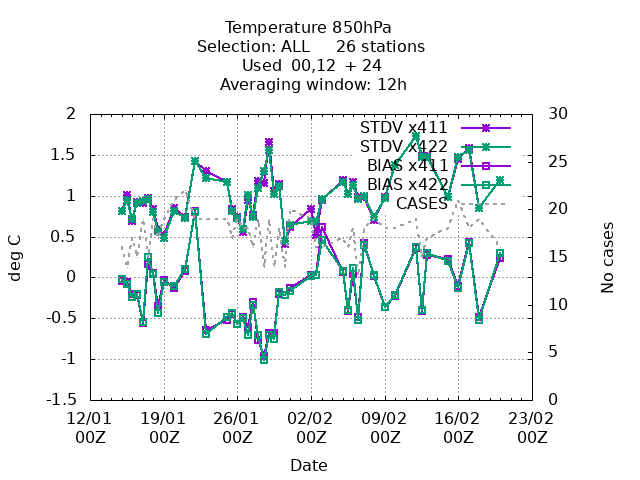 Temperature 850hPa
Selection: ALL 26 stations
Used 00,12 + 24
Averaging window: 12h
2 30
STDV x411
STDV x422
1.5 25
BIAS x411
BIAS x422
1 20
CASES
0.5 15
0 10
-0.5
-1 5
-1.5 0
deg C
No cases
12/01 19/01 26/01 02/02 09/02 16/02 23/02
00Z 00Z 00Z 00Z 00Z 00Z 00Z
Date